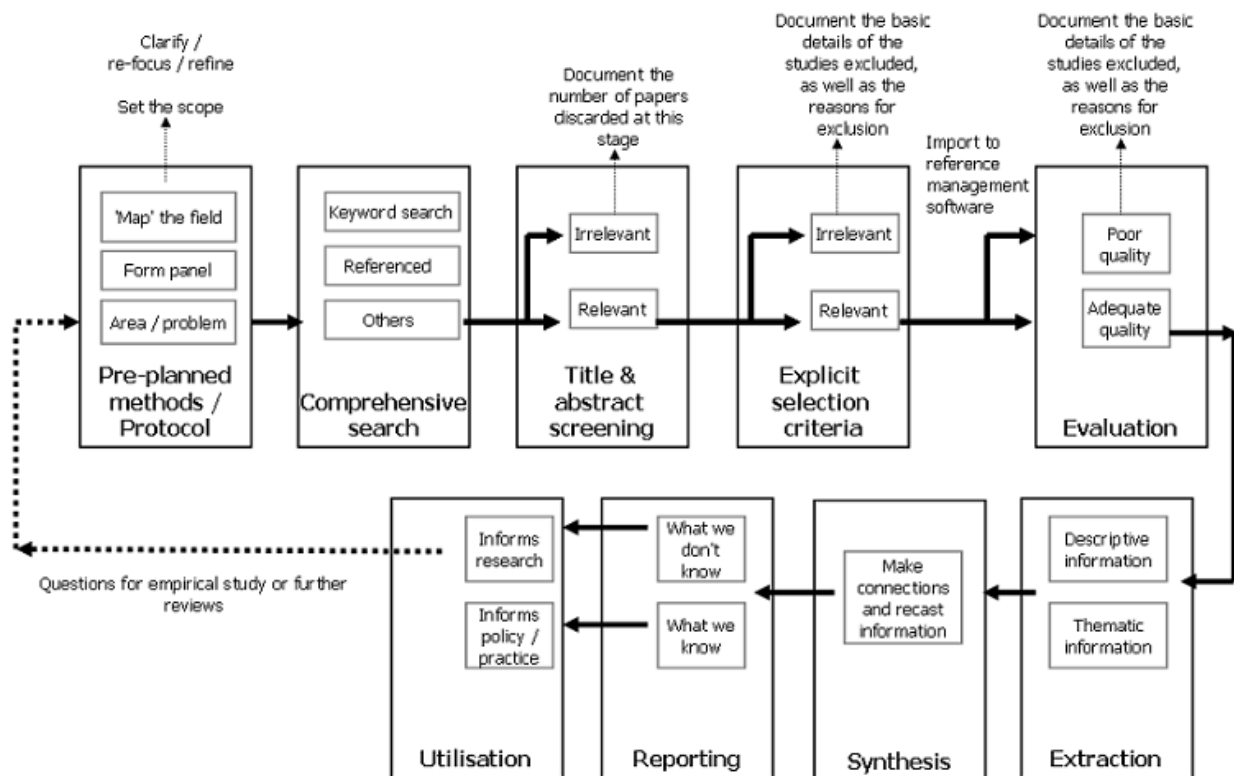 Clarify /
re-focus / refine
Set the scope
'Map' the field
Form panel
Area / problem
Pre-planned
methods /
Protocol
Keyword search
Referenced
Others
Comprehensive
search
Document the
number of papers
discarded at this
stage
Irrelevant
Relevant
Title &
abstract
screening
Document the basic
details of the
studies excluded,
as well as the
reasons for
exclusion
Irrelevant
Relevant
Explicit
selection
criteria
Import to
reference
management
software
Document the basic
details of the
studies excluded,
as well as the
reasons for
exclusion
Poor
quality
Adequate
quality
Evaluation
Descriptive
information
Thematic
information
Extraction
Make
connections
and recast
information
Synthesis
What we
don't
know
What we
know
Reporting
Informs
research
Informs
policy /
practice
Utilisation
Questions for empirical study or further
reviews